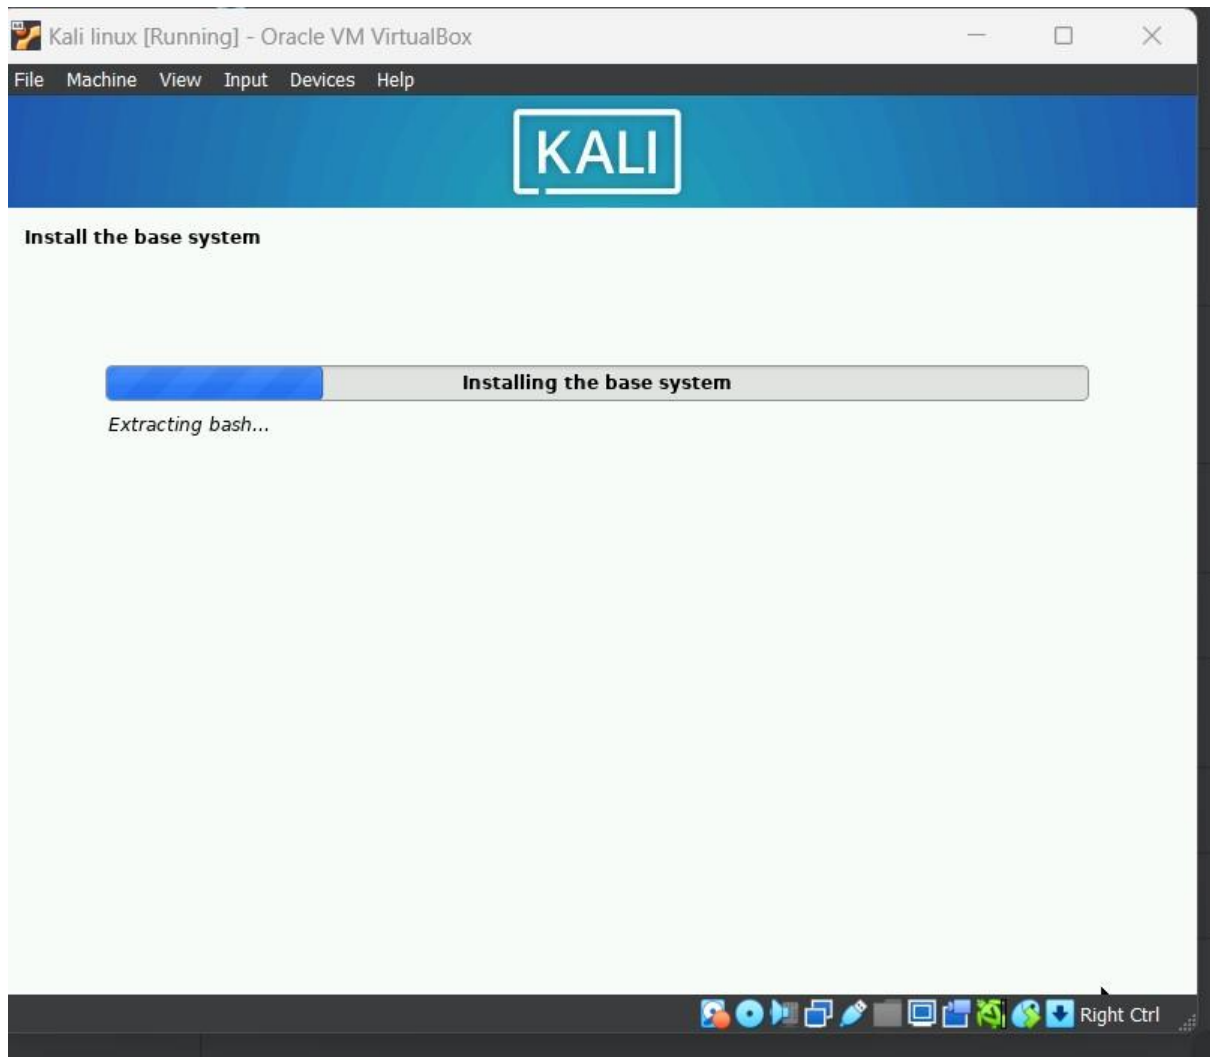 Kali linux [Running] - Oracle VM VirtualBox
File Machine View Input Devices Help
KALI
Install the base system
Installing the base system
Extracting bash...
Right Ctrl